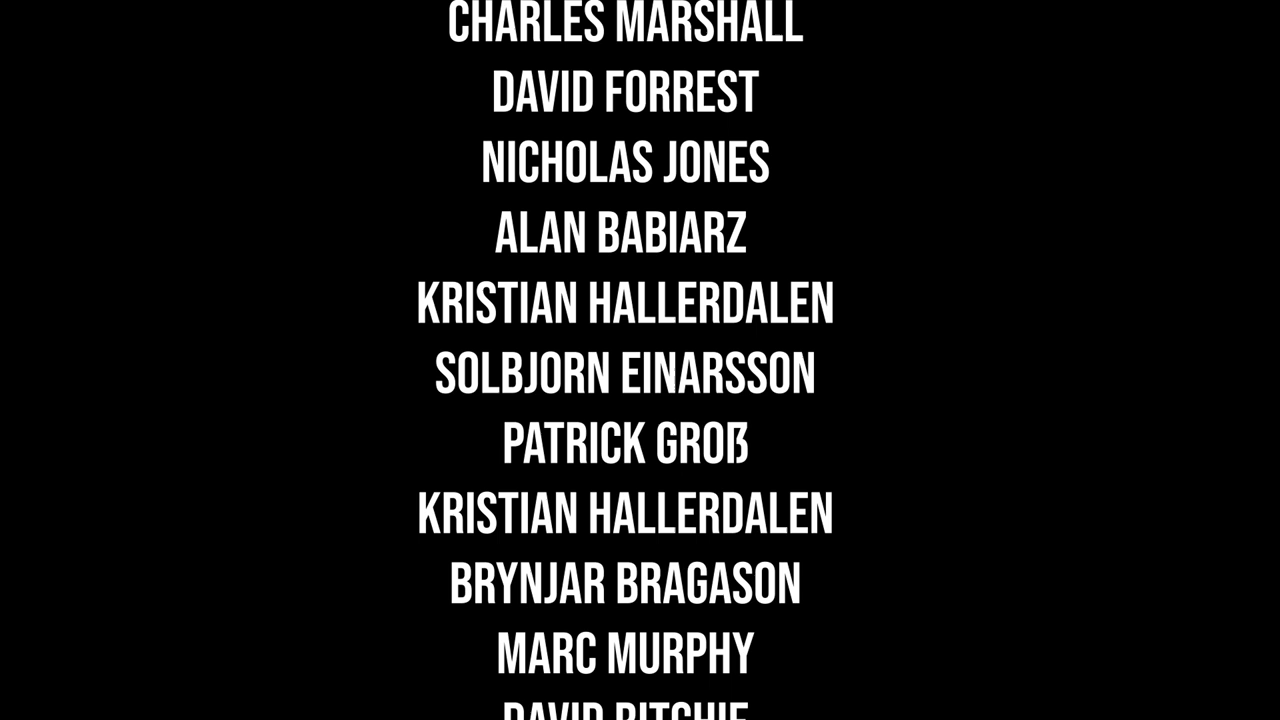 CHARLES MARSHALL
DAVID FORREST
NICHOLAS JONES
ALAN BABIARZ
KRISTIAN HALLERDALEN
SOLBJORN EINARSSON
PATRICK GROẞ
KRISTIAN HALLERDALEN
BRYNJAR BRAGASON
MARC MURPHY
DAVID RITCHIE